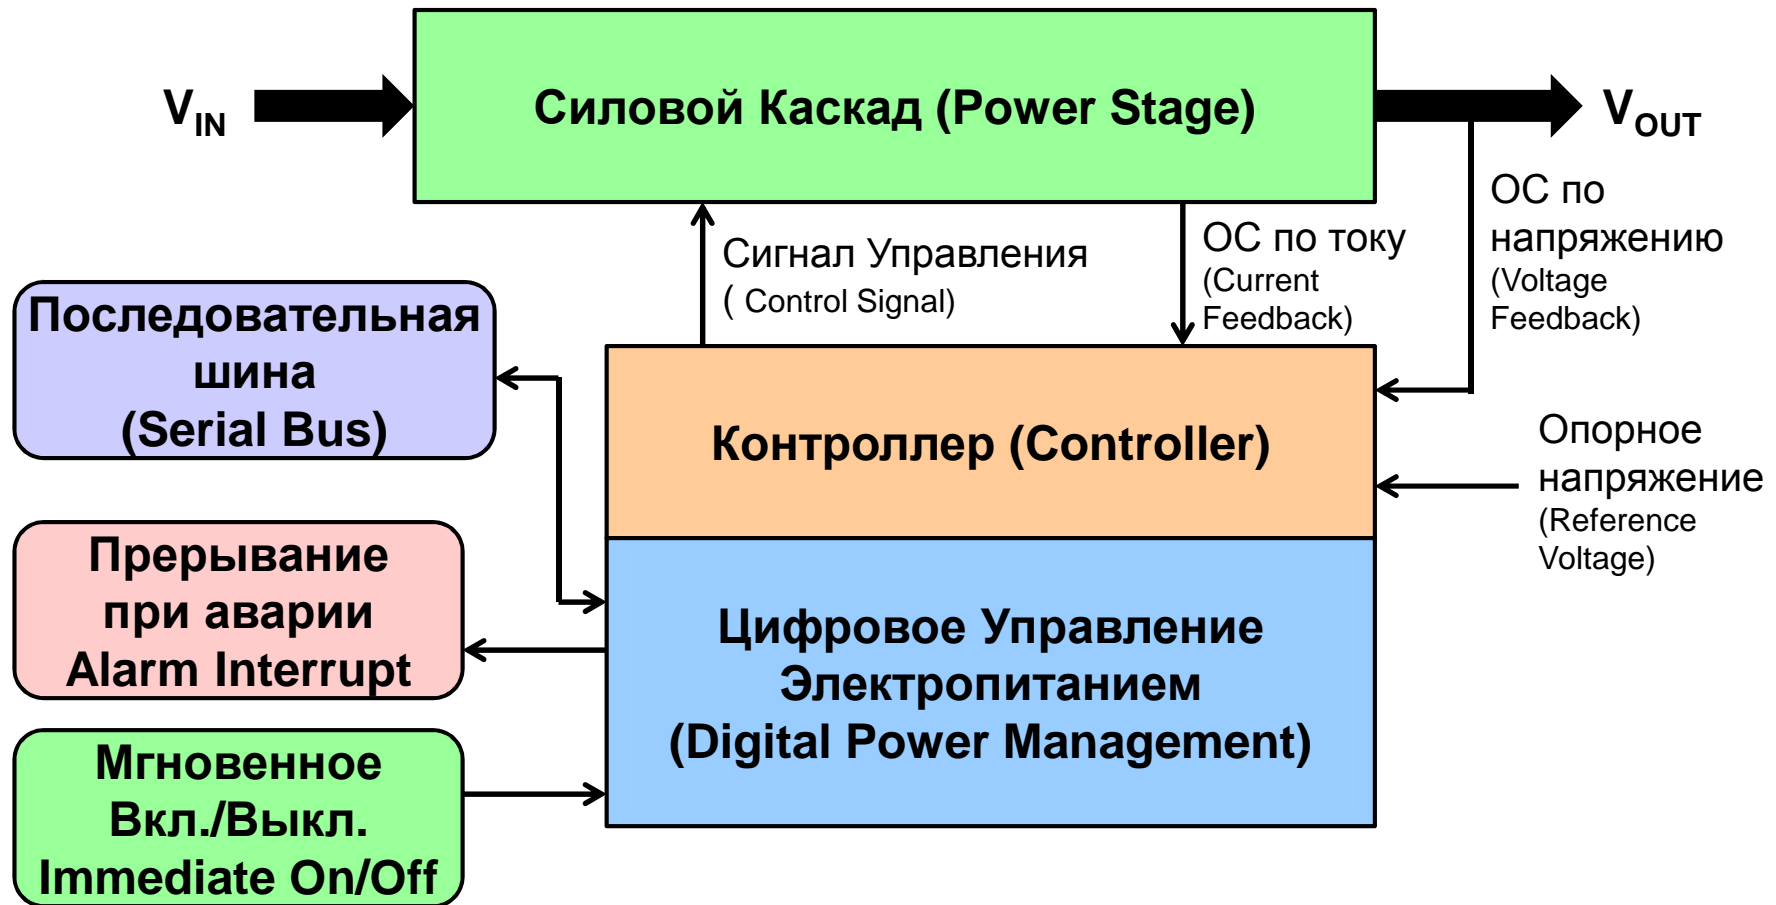 V_IN
Силовой Каскад (Power Stage)
V_OUT
Сигнал Управления
( Control Signal)
ОС по току
(Current
Feedback)
ОС по
напряжению
(Voltage
Feedback)
Последовательная
шина
(Serial Bus)
Контроллер (Controller)
Опорное
напряжение
(Reference
Voltage)
Прерывание
при аварии
Alarm Interrupt
Цифровое Управление
Электропитанием
(Digital Power Management)
Мгновенное
Вкл./Выкл.
Immediate On/Off